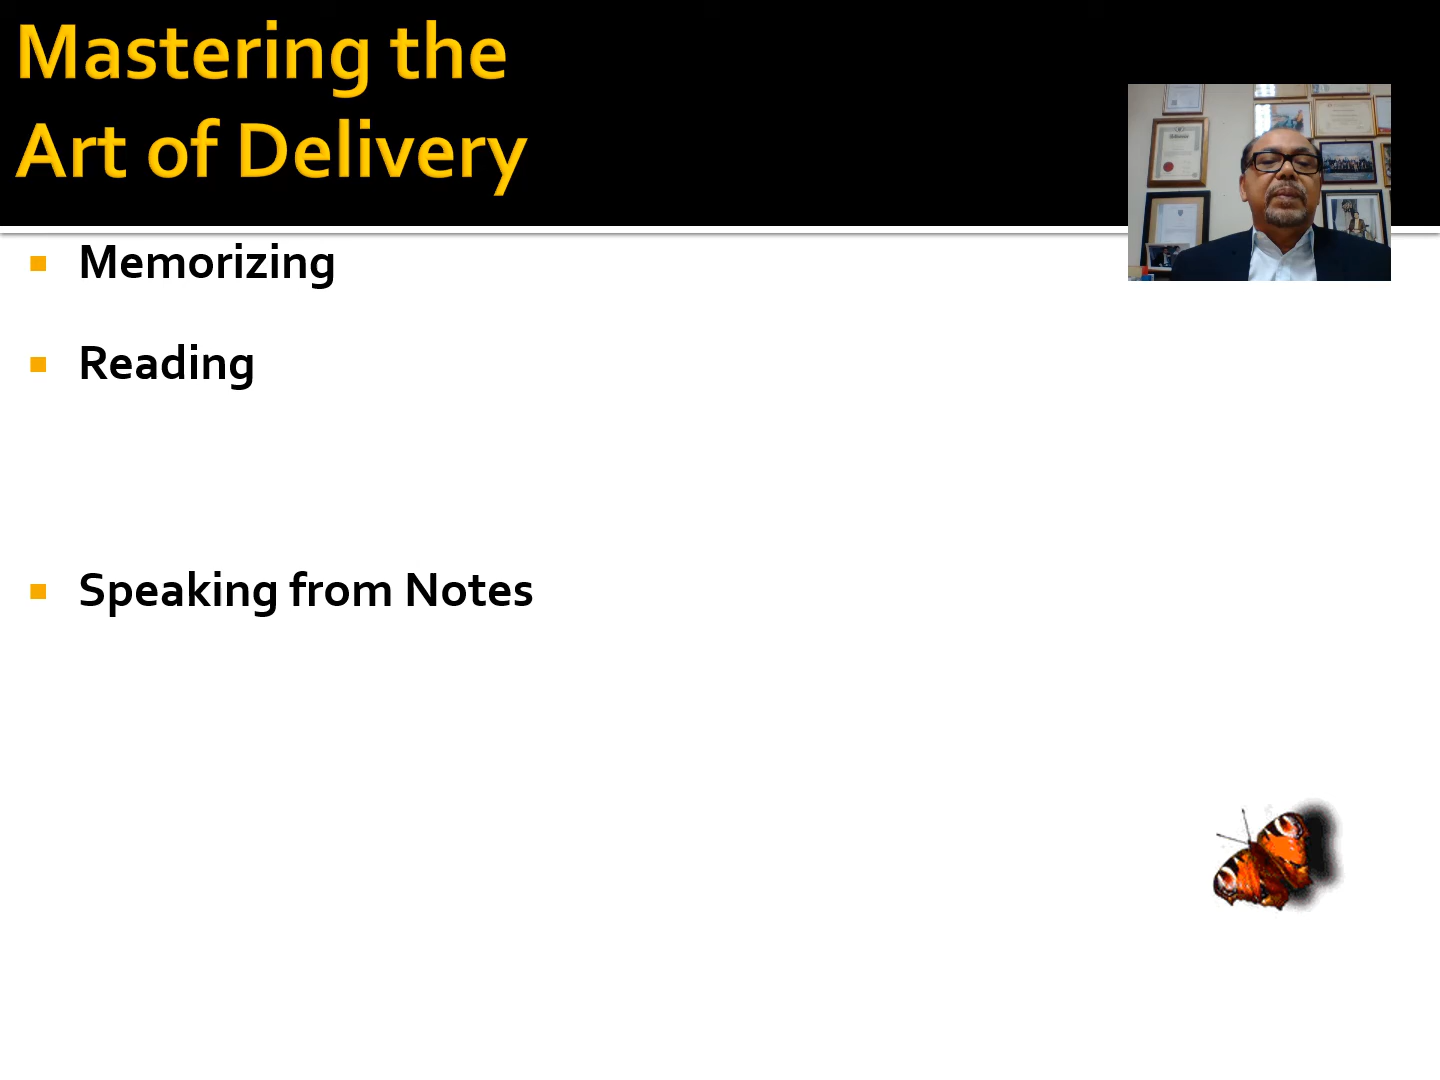 Mastering the
Art of Delivery
Memorizing
Reading
Speaking from Notes